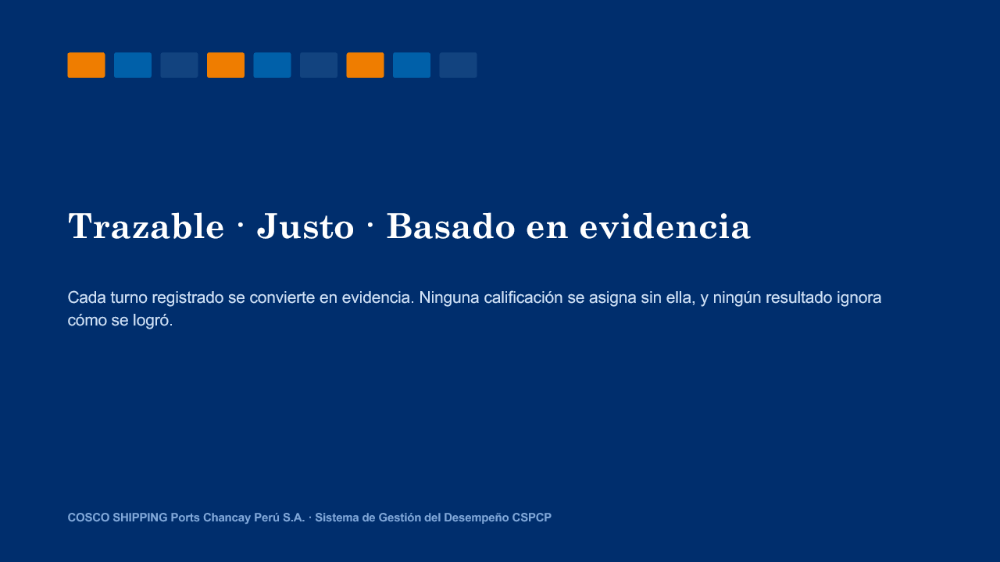 Trazable · Justo · Basado en evidencia
Cada turno registrado se convierte en evidencia. Ninguna calificación se asigna sin ella, y ningún resultado ignora
cómo se logró.
COSCO SHIPPING Ports Chancay Perú S.A. · Sistema de Gestión del Desempeño CSPCP